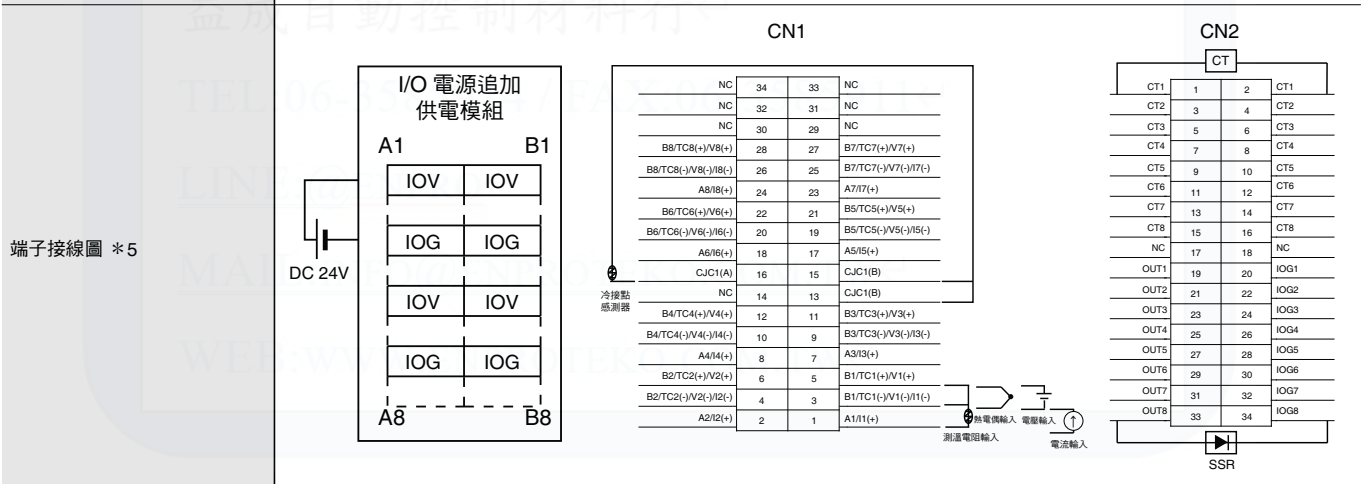 益成自動控制材料行
端子接線圖 *5
I/O 電源追加
供電模組
A1 B1
IOV IOV
IOG IOG
IOV IOV
IOG IOG
A8 B8
DC 24V
CN1
NC 34 33 NC
NC 32 31 NC
NC 30 29 NC
B8/TC8(+)/V8(+) 28 27 B7/TC7(+)/V7(+)
B8/TC8(-)/V8(-)/I8(-) 26 25 B7/TC7(-)/V7(-)/I7(-)
A8/I8(+) 24 23 A7/I7(+)
B6/TC6(+)/V6(+) 22 21 B5/TC5(+)/V5(+)
B6/TC6(-)/V6(-)/I6(-) 20 19 B5/TC5(-)/V5(-)/I5(-)
A6/I6(+) 18 17 A5/I5(+)
CJC1(A) 16 15 CJC1(B)
NC 14 13 CJC1(B)
B4/TC4(+)/V4(+) 12 11 B3/TC3(+)/V3(+)
B4/TC4(-)/V4(-)/I4(-) 10 9 B3/TC3(-)/V3(-)/I3(-)
A4/I4(+) 8 7 A3/I3(+)
B2/TC2(+)/V2(+) 6 5 B1/TC1(+)/V1(+)
B2/TC2(-)/V2(-)/I2(-) 4 3 B1/TC1(-)/V1(-)/I1(-)
A2/I2(+) 2 1 A1/I1(+)
冷接點
感測器
測溫電阻輸入
熱電偶輸入
電壓輸入
電流輸入
CN2
CT
CT1 1 2 CT1
CT2 3 4 CT2
CT3 5 6 CT3
CT4 7 8 CT4
CT5 9 10 CT5
CT6 11 12 CT6
CT7 13 14 CT7
CT8 15 16 CT8
NC 17 18 NC
OUT1 19 20 IOG1
OUT2 21 22 IOG2
OUT3 23 24 IOG3
OUT4 25 26 IOG4
OUT5 27 28 IOG5
OUT6 29 30 IOG6
OUT7 31 32 IOG7
OUT8 33 34 IOG8
SSR